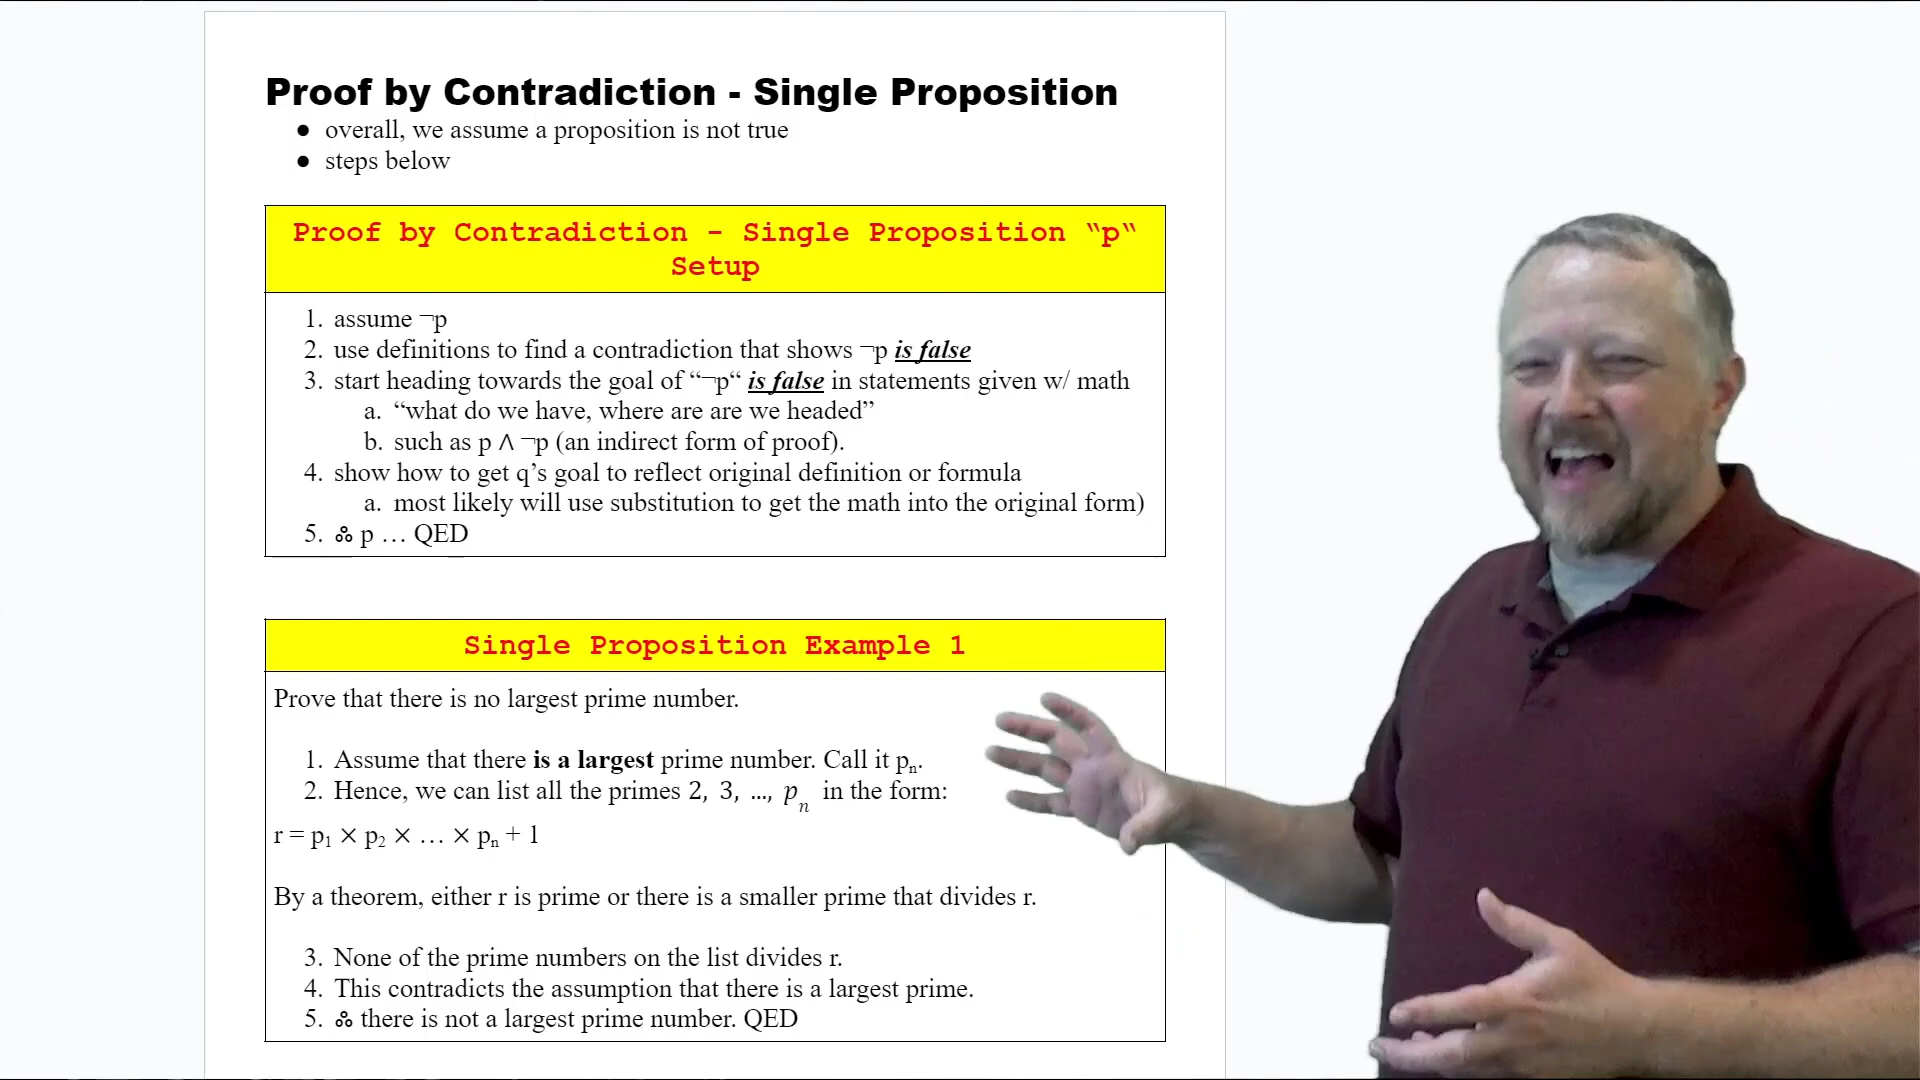 Proof by Contradiction - Single Proposition
● overall, we assume a proposition is not true
● steps below
Proof by Contradiction - Single Proposition “p“
Setup
1. assume ¬p
2. use definitions to find a contradiction that shows ¬p is false
3. start heading towards the goal of “¬p“ is false in statements given w/ math
a. “what do we have, where are are we headed”
b. such as p ∧ ¬p (an indirect form of proof).
4. show how to get q’s goal to reflect original definition or formula
a. most likely will use substitution to get the math into the original form)
5. ∴ p … QED
Single Proposition Example 1
Prove that there is no largest prime number.
1. Assume that there is a largest prime number. Call it pₙ.
2. Hence, we can list all the primes 2, 3, ..., pₙ in the form:
r = p₁ × p₂ × … × pₙ + 1
By a theorem, either r is prime or there is a smaller prime that divides r.
3. None of the prime numbers on the list divides r.
4. This contradicts the assumption that there is a largest prime.
5. ∴ there is not a largest prime number. QED